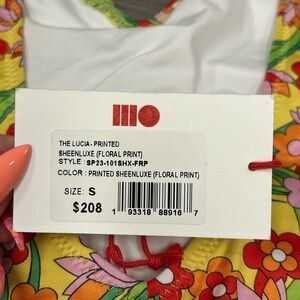 THE LUCIA - PRINTED
SHEENLUXE (FLORAL PRINT)
STYLE : SP23-101SHX-FRP
COLOR : PRINTED SHEENLUXE (FLORAL PRINT)
SIZE: S
$208
1 93318 88916 7